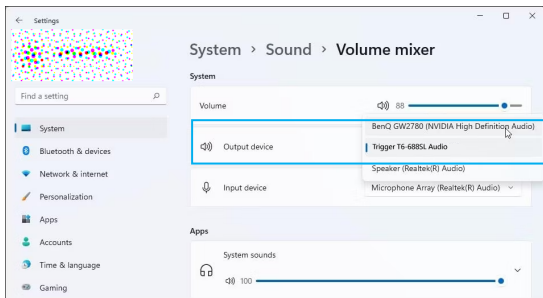 Settings
System > Sound > Volume mixer
System
Find a setting
Volume
88
BenQ GW2780 (NVIDIA High Definition Audio)
System
Output device
Trigger T6-688SL Audio
Bluetooth & devices
Speaker (Realtek(R) Audio)
Network & internet
Input device
Microphone Array (Realtek(R) Audio)
Personalization
Apps
Apps
Accounts
System sounds
Time & language
100
Gaming